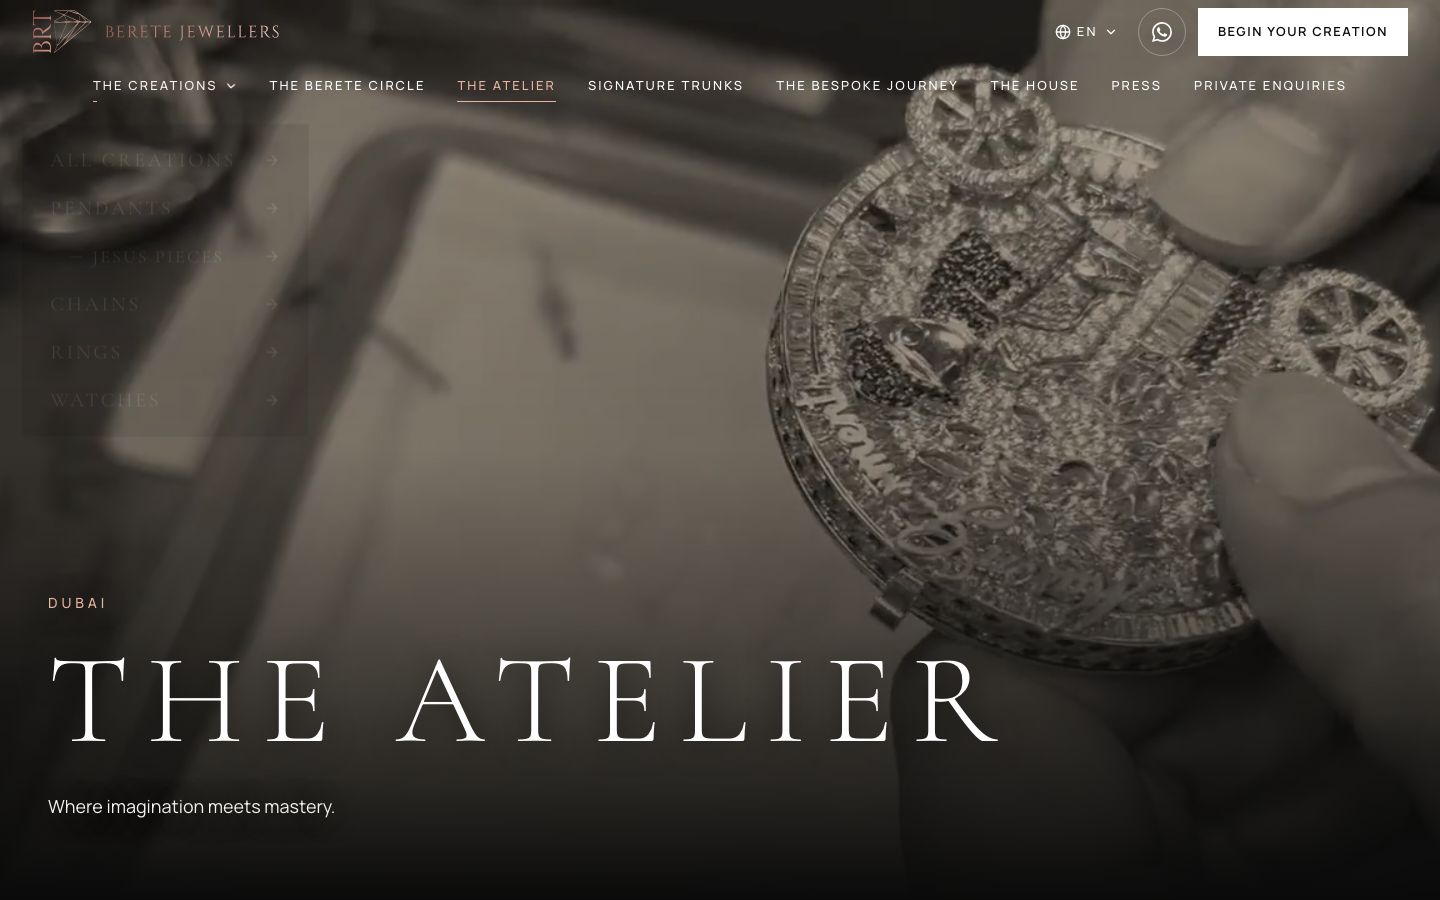 BRT
BERETE JEWELLERS
EN
BEGIN YOUR CREATION
THE CREATIONS
THE BERETE CIRCLE
THE ATELIER
SIGNATURE TRUNKS
THE BESPOKE JOURNEY
THE HOUSE
PRESS
PRIVATE ENQUIRIES
ALL CREATIONS
PENDANTS
— JESUS PIECES
CHAINS
RINGS
WATCHES
DUBAI
THE ATELIER
Where imagination meets mastery.